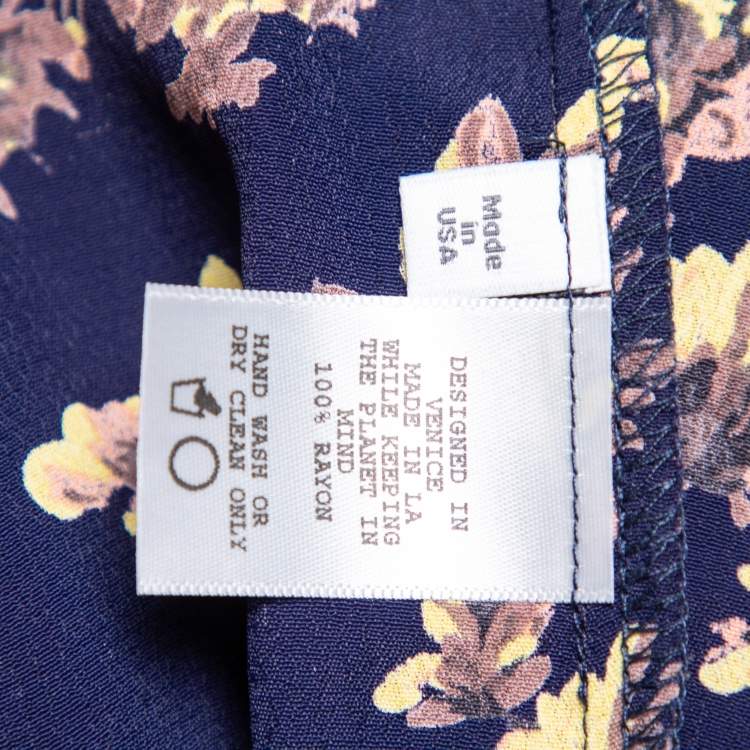 Made
in
USA
DESIGNED IN
VENICE
MADE IN LA
WHILE KEEPING
THE PLANET IN
MIND
100% RAYON
HAND WASH OR
DRY CLEAN ONLY